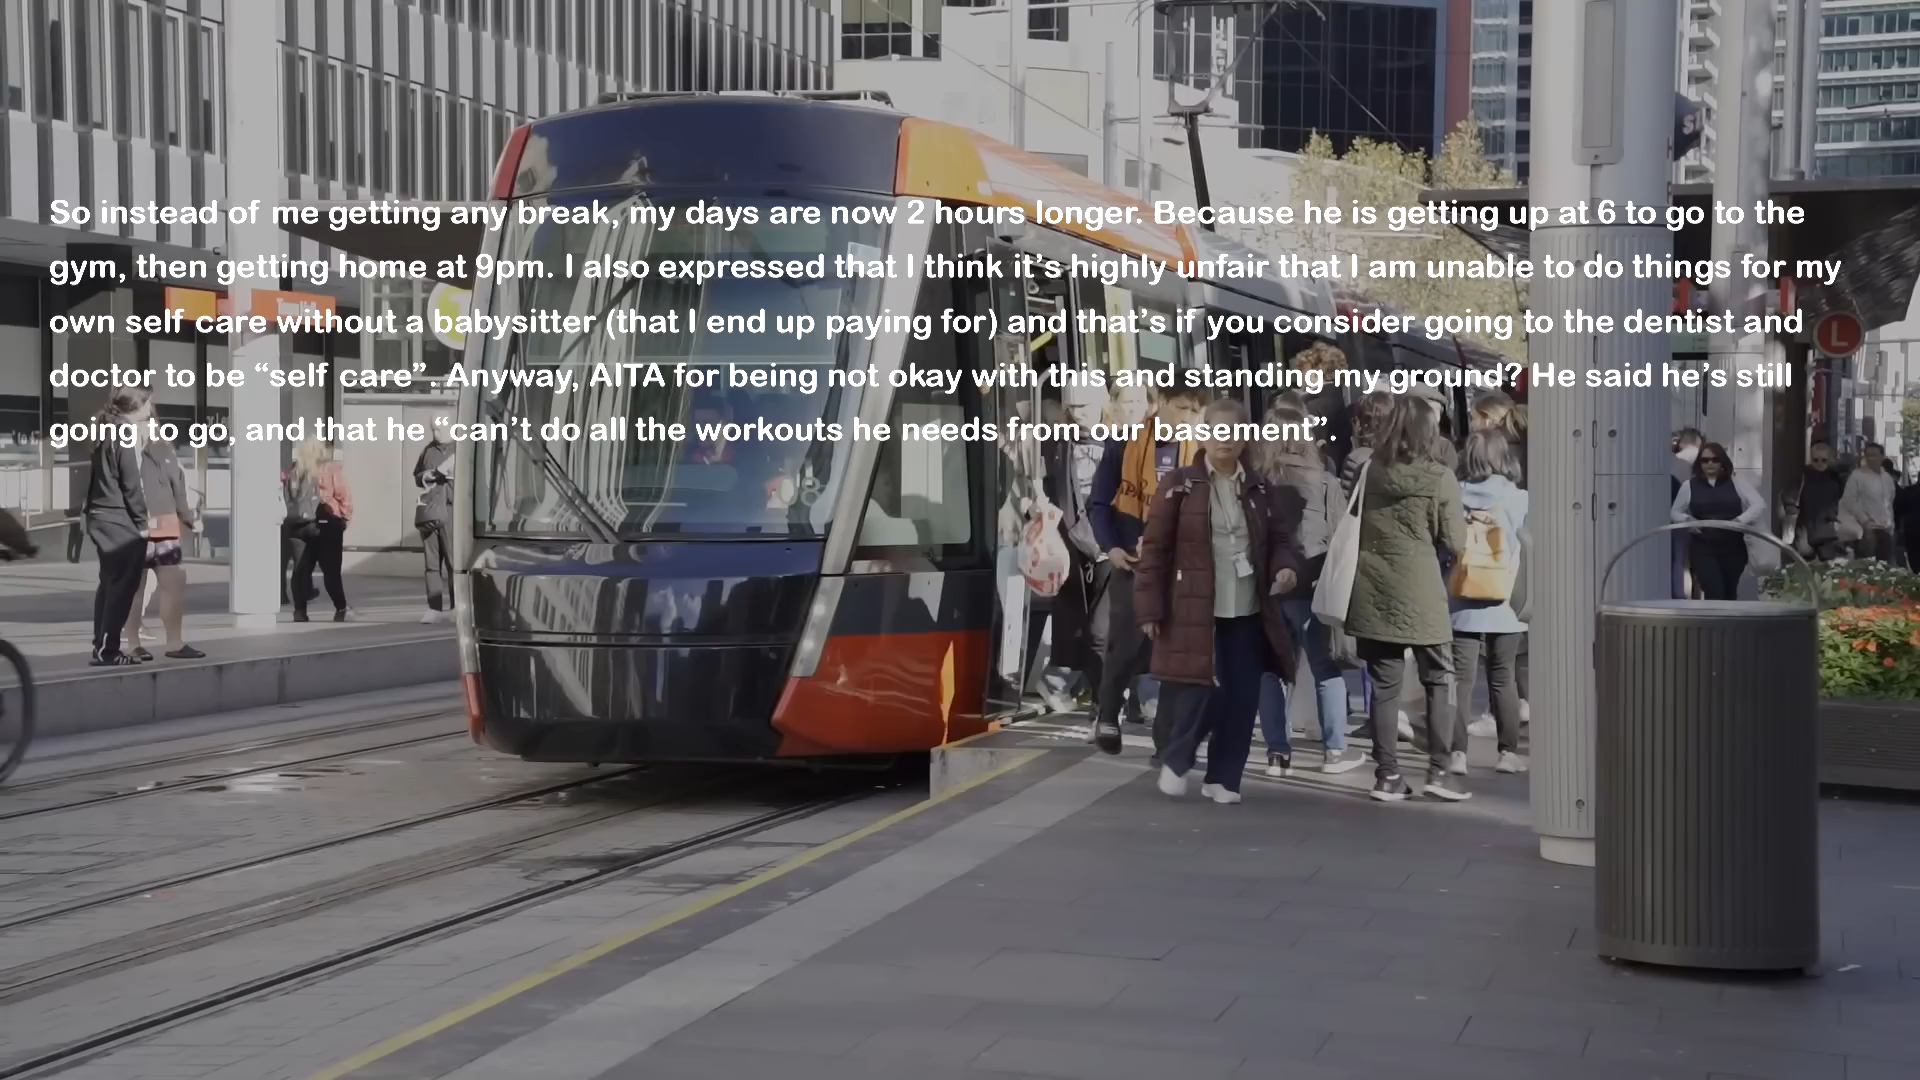 So instead of me getting any break, my days are now 2 hours longer. Because he is getting up at 6 to go to the
gym, then getting home at 9pm. I also expressed that I think it’s highly unfair that I am unable to do things for my
own self care without a babysitter (that I end up paying for) and that’s if you consider going to the dentist and
doctor to be “self care”. Anyway, AITA for being not okay with this and standing my ground? He said he’s still
going to go, and that he “can’t do all the workouts he needs from our basement”.
Town Hall
L
08